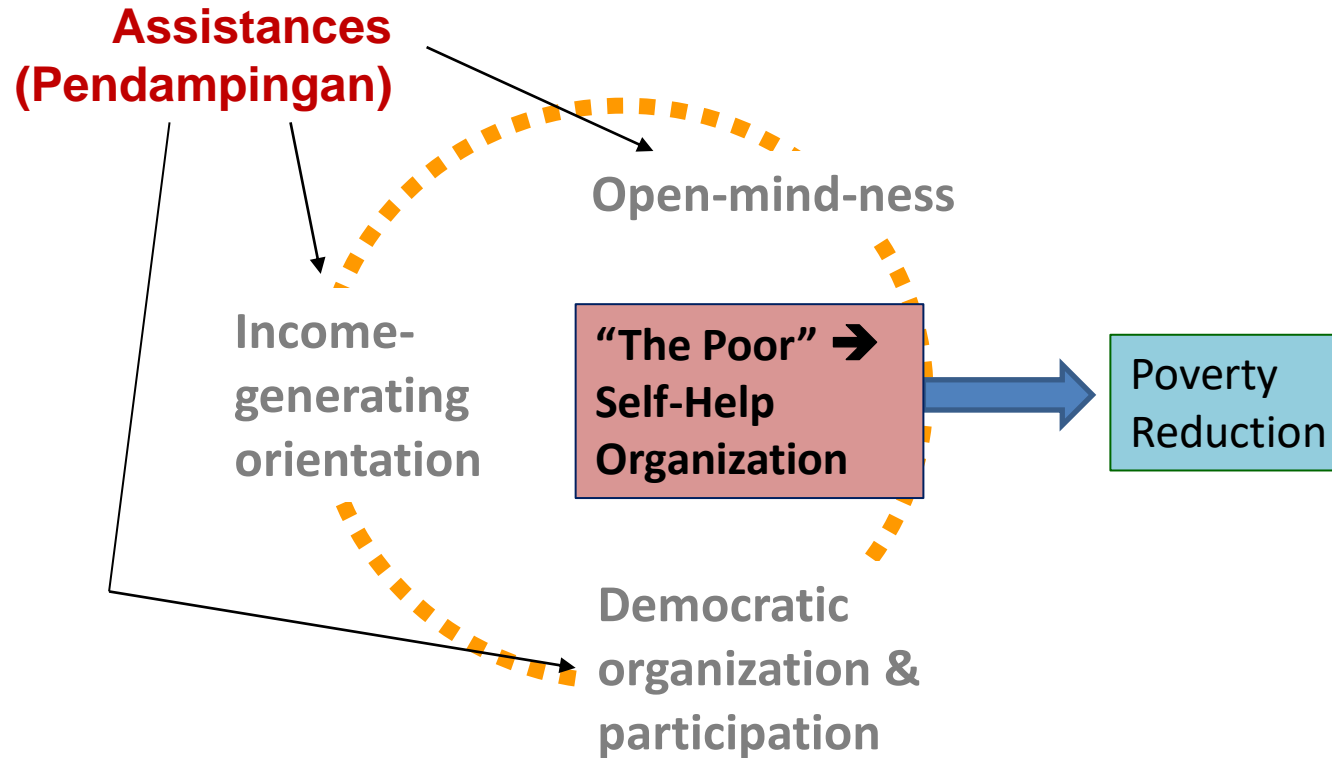 Assistances
(Pendampingan)
Open-mind-ness
Income-
generating
orientation
“The Poor” ➔
Self-Help
Organization
Poverty
Reduction
Democratic
organization &
participation